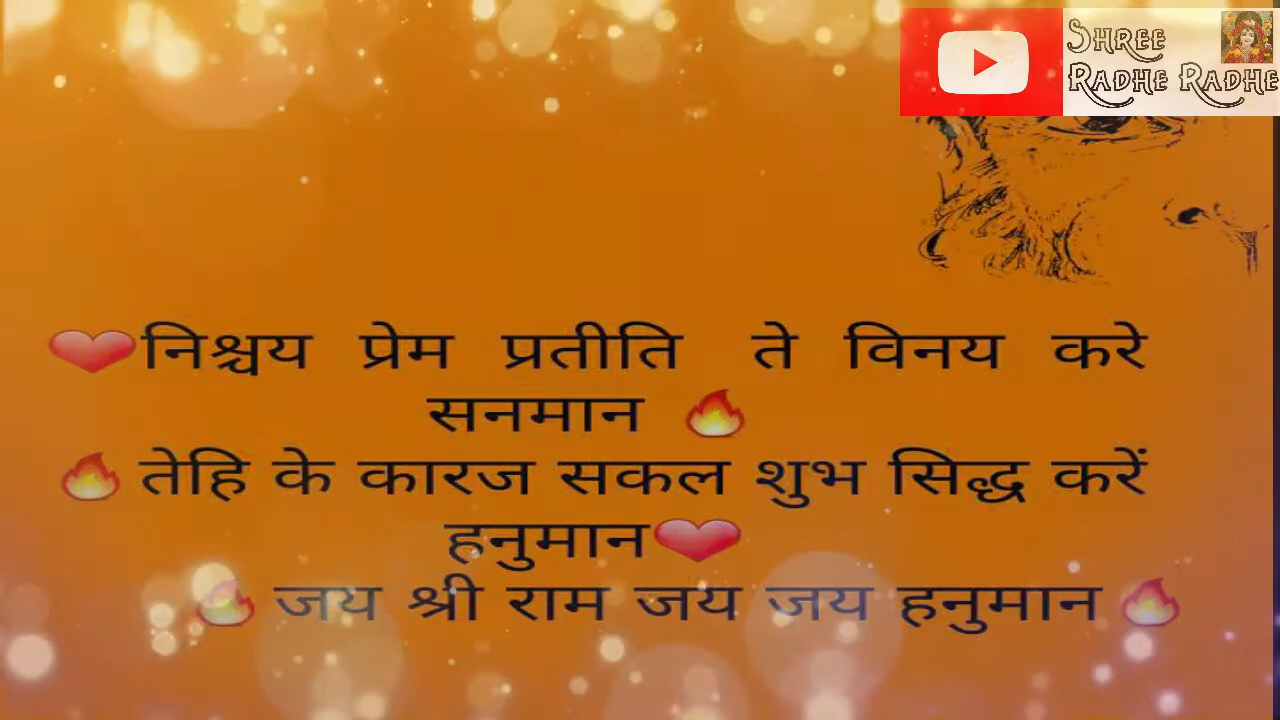 SHREE
RADHE RADHE
❤️निश्चय प्रेम प्रतीति ते विनय करे
सनमान 🔥
🔥 तेहि के कारज सकल शुभ सिद्ध करें
हनुमान❤️
🔥 जय श्री राम जय जय हनुमान 🔥